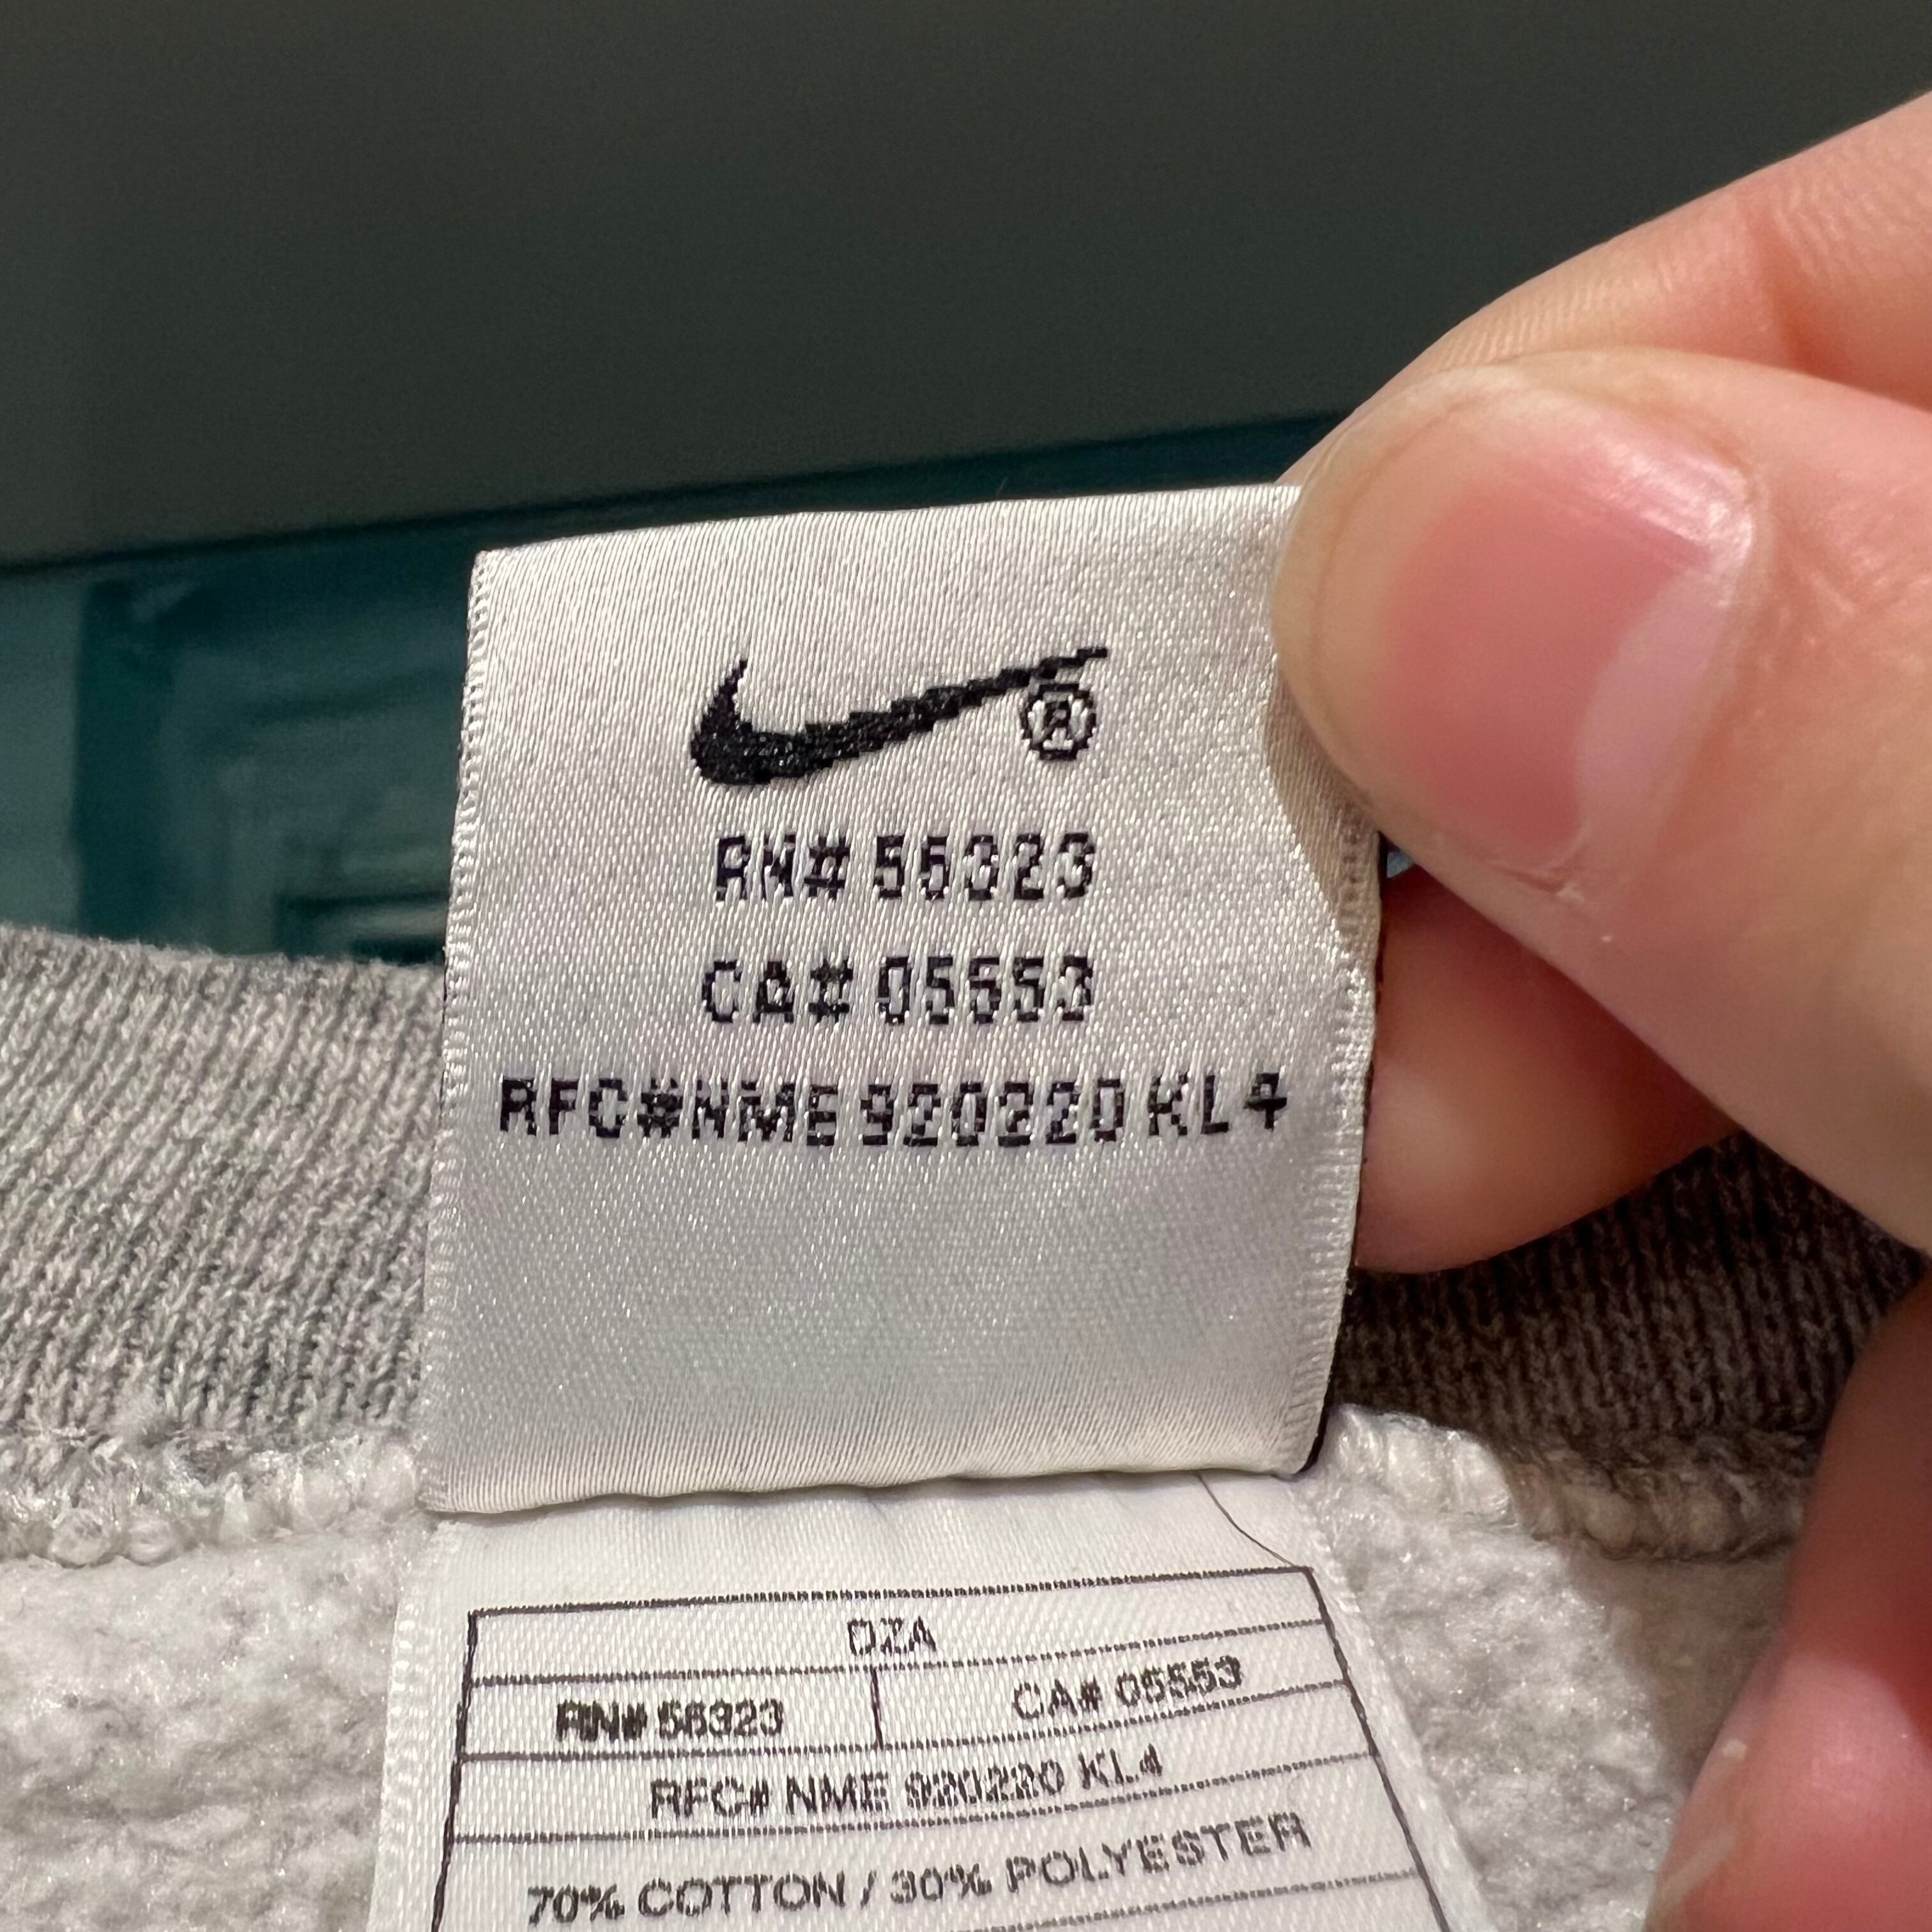 ®
RN# 56323
CA# 05553
RFC#NME 920220 KL4
DZA
RN# 56323
CA# 05553
RFC# NME 920220 KL4
70% COTTON / 30% POLYESTER